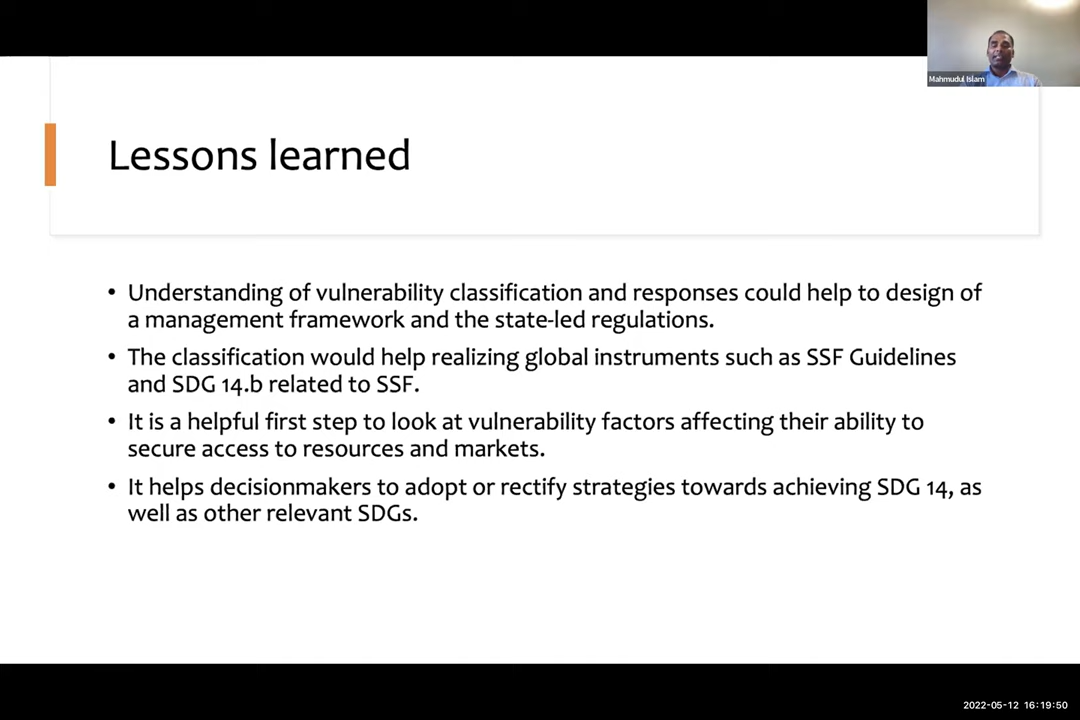 Mahmudul Islam
Lessons learned
• Understanding of vulnerability classification and responses could help to design of
a management framework and the state-led regulations.
• The classification would help realizing global instruments such as SSF Guidelines
and SDG 14.b related to SSF.
• It is a helpful first step to look at vulnerability factors affecting their ability to
secure access to resources and markets.
• It helps decisionmakers to adopt or rectify strategies towards achieving SDG 14, as
well as other relevant SDGs.
2022-05-12 16:19:50